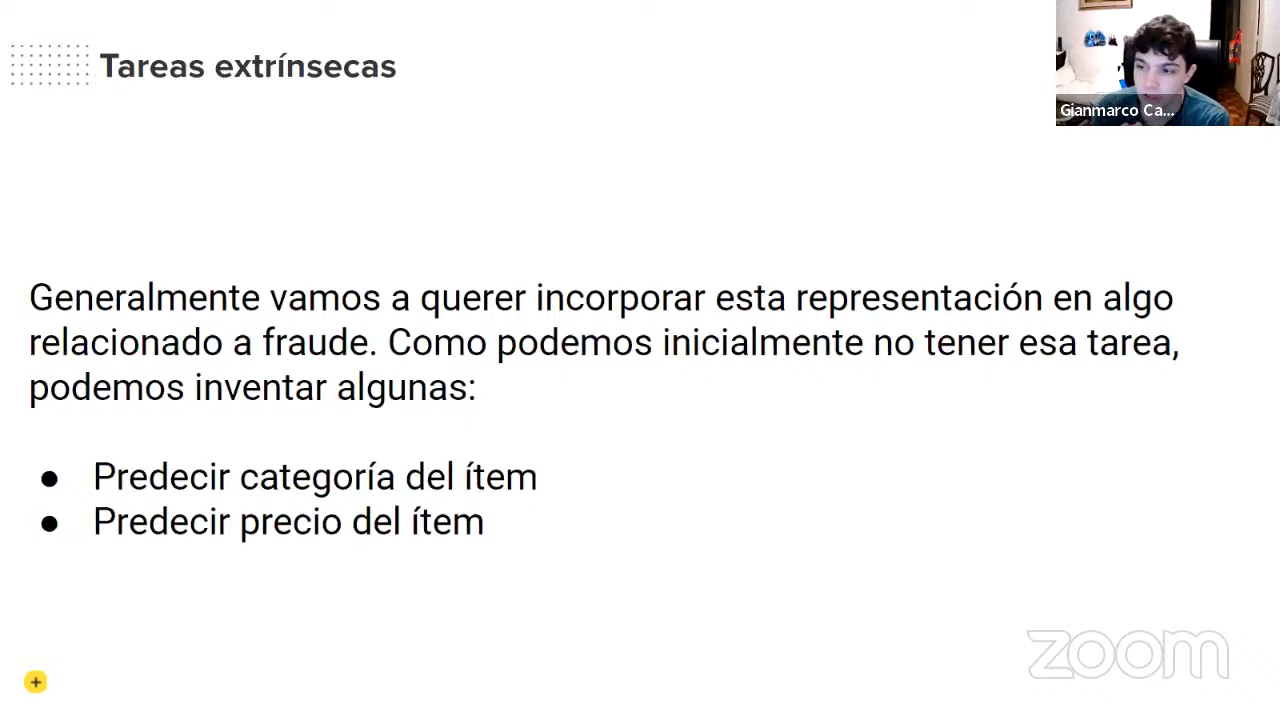 Tareas extrínsecas
Gianmarco Ca...
Generalmente vamos a querer incorporar esta representación en algo
relacionado a fraude. Como podemos inicialmente no tener esa tarea,
podemos inventar algunas:
● Predecir categoría del ítem
● Predecir precio del ítem
zoom
+